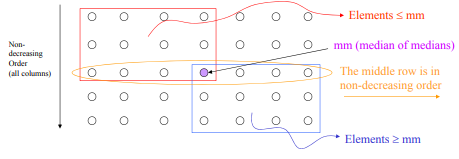 Elements ≤ mm
Non-
decreasing
Order
(all columns)
mm (median of medians)
The middle row is in
non-decreasing order
Elements ≥ mm